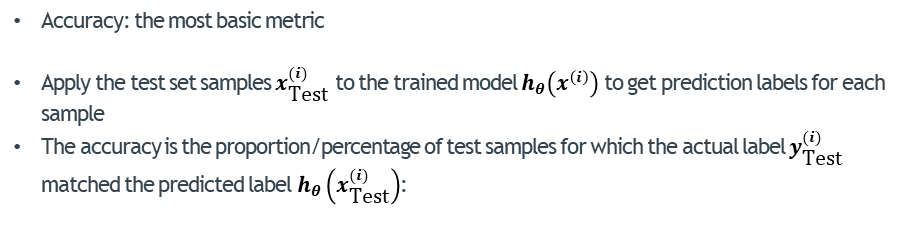 • Accuracy: the most basic metric
• Apply the test set samples x_Test^(i) to the trained model h_θ(x^(i)) to get prediction labels for each
sample
• The accuracy is the proportion/percentage of test samples for which the actual label y_Test^(i)
matched the predicted label h_θ(x_Test^(i)):